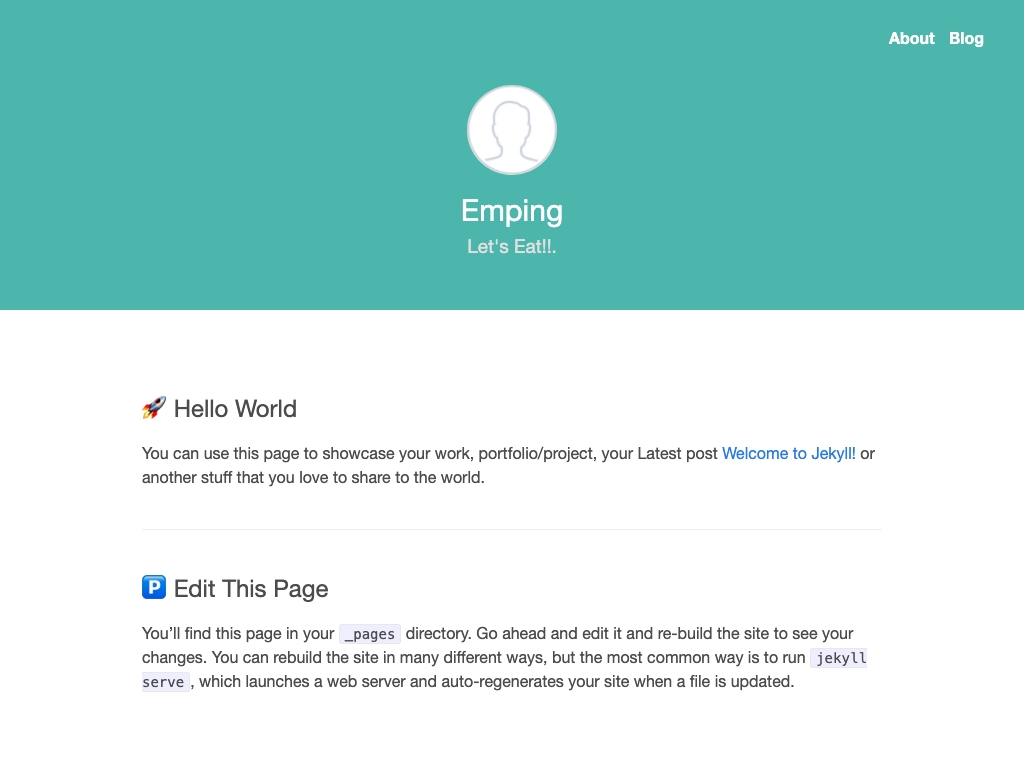 About Blog
Emping
Let's Eat!!.
🚀 Hello World
You can use this page to showcase your work, portfolio/project, your Latest post Welcome to Jekyll! or
another stuff that you love to share to the world.
🅿️ Edit This Page
You’ll find this page in your _pages directory. Go ahead and edit it and re-build the site to see your
changes. You can rebuild the site in many different ways, but the most common way is to run jekyll
serve, which launches a web server and auto-regenerates your site when a file is updated.